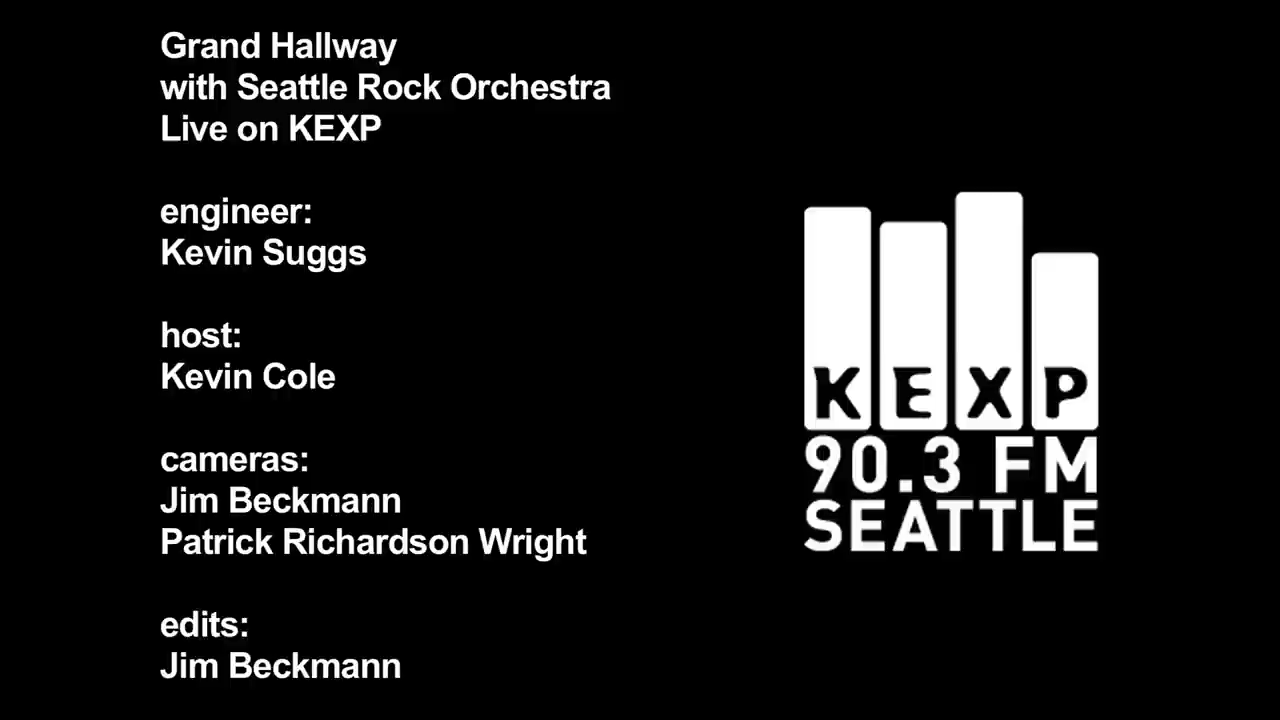 Grand Hallway
with Seattle Rock Orchestra
Live on KEXP
engineer:
Kevin Suggs
host:
Kevin Cole
cameras:
Jim Beckmann
Patrick Richardson Wright
edits:
Jim Beckmann
KEXP
90.3 FM
SEATTLE